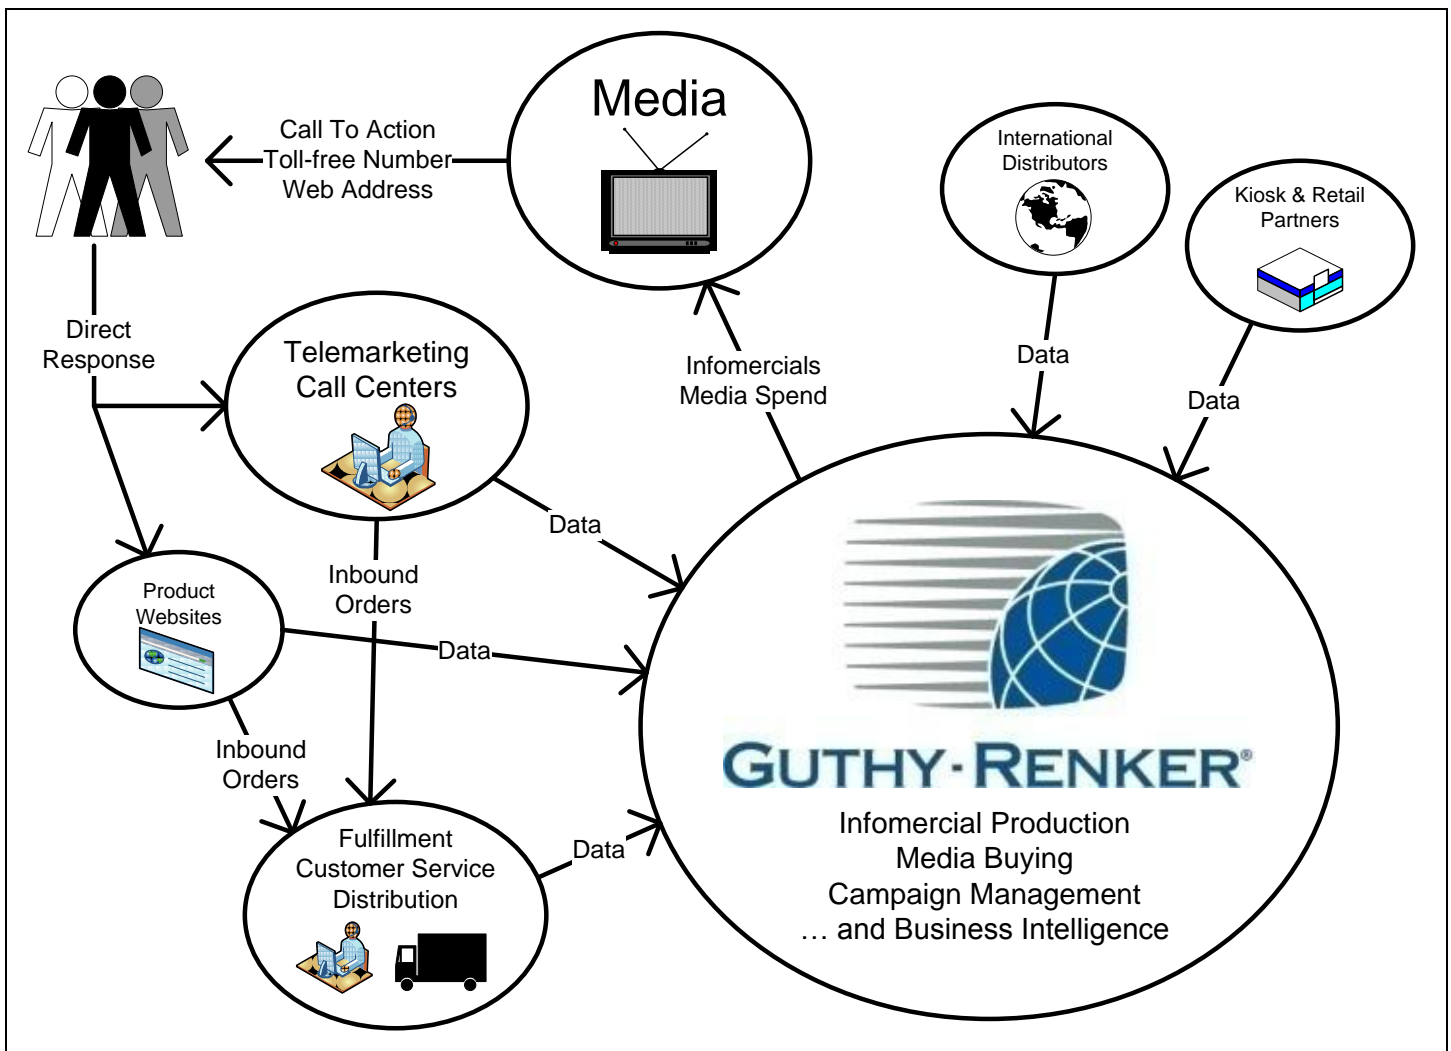 Media
Call To Action
Toll-free Number
Web Address
International
Distributors
Kiosk & Retail
Partners
Direct
Response
Telemarketing
Call Centers
Infomercials
Media Spend
Data
Data
Data
Inbound
Orders
Product
Websites
Data
Inbound
Orders
GUTHY-RENKER®
Infomercial Production
Media Buying
Campaign Management
… and Business Intelligence
Fulfillment
Customer Service
Distribution
Data